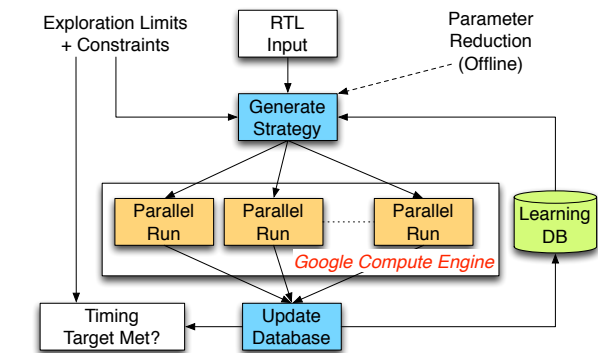 Exploration Limits
+ Constraints
RTL
Input
Parameter
Reduction
(Offline)
Generate
Strategy
Parallel
Run
Parallel
Run
Parallel
Run
Google Compute Engine
Learning
DB
Timing
Target Met?
Update
Database